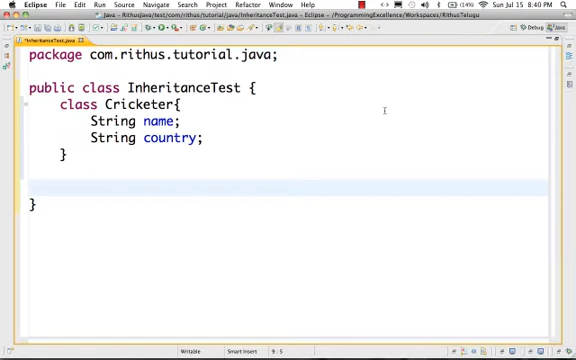 Eclipse File Edit Run Source Navigate Search Project Refactor Window Help (149) Sun Jul 15 8:40 PM
Java - RithusJava/test/com/rithus/tutorial/java/InheritanceTest.java - Eclipse - /ProgrammingExcellence/Workspaces/RithusTelugu
Debug Java
*InheritanceTest.java
package com.rithus.tutorial.java;
public class InheritanceTest {
class Cricketer{
String name;
String country;
}
}
Writable Smart Insert 9 : 5